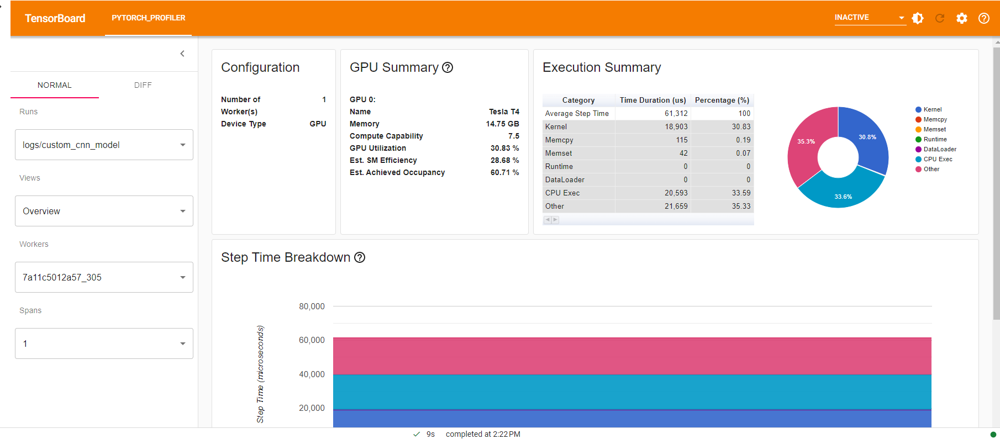 TensorBoard
PYTORCH_PROFILER
INACTIVE
NORMAL
DIFF
Runs
logs/custom_cnn_model
Views
Overview
Workers
7a11c5012a57_305
Spans
1
Configuration
Number of Worker(s) 1
Device Type GPU
GPU Summary
GPU 0:
Name Tesla T4
Memory 14.75 GB
Compute Capability 7.5
GPU Utilization 30.83 %
Est. SM Efficiency 28.68 %
Est. Achieved Occupancy 60.71 %
Execution Summary
Category Time Duration (us) Percentage (%)
Average Step Time 61,312 100
Kernel 18,903 30.83
Memcpy 115 0.19
Memset 42 0.07
Runtime 0 0
DataLoader 0 0
CPU Exec 20,593 33.59
Other 21,659 35.33
30.8%
35.3%
33.6%
Kernel
Memcpy
Memset
Runtime
DataLoader
CPU Exec
Other
Step Time Breakdown
80,000
60,000
40,000
20,000
Step Time (microseconds)
9s completed at 2:22 PM